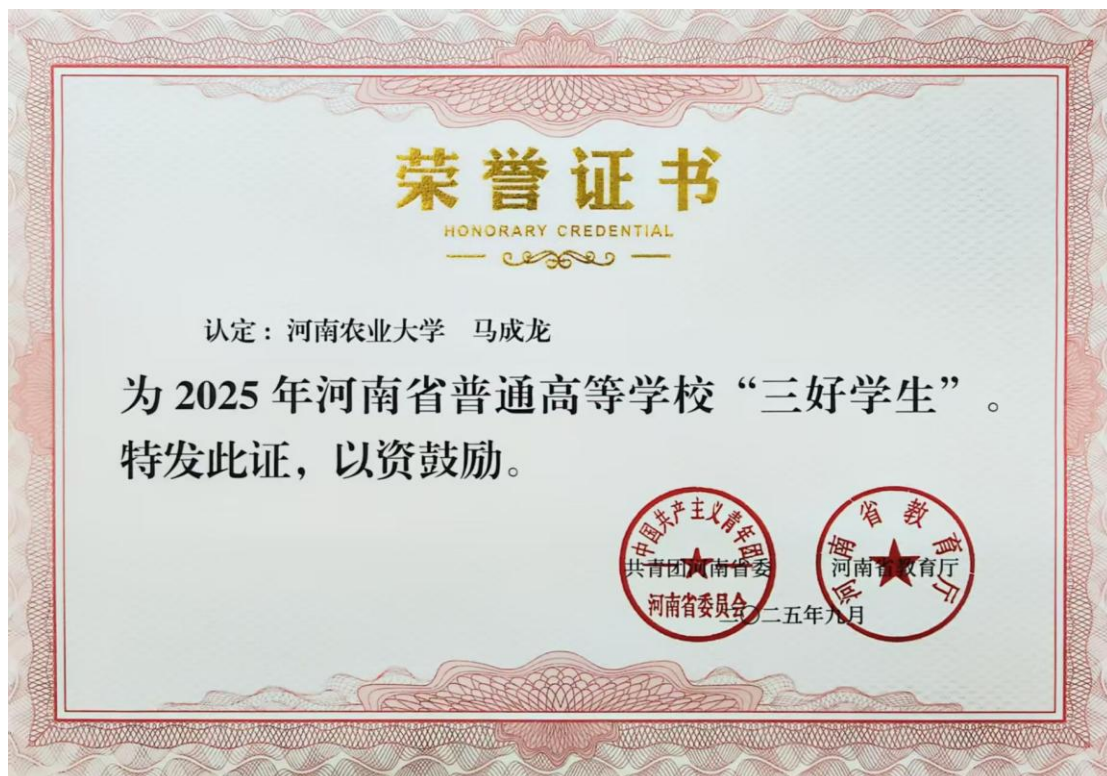 荣誉证书
HONORARY CREDENTIAL
认定：河南农业大学 马成龙
为 2025 年河南省普通高等学校“三好学生”。
特发此证，以资鼓励。
中国共产主义青年团
河南省委员会
共青团河南省委
河南省教育厅
河南省教育厅
二〇二五年九月